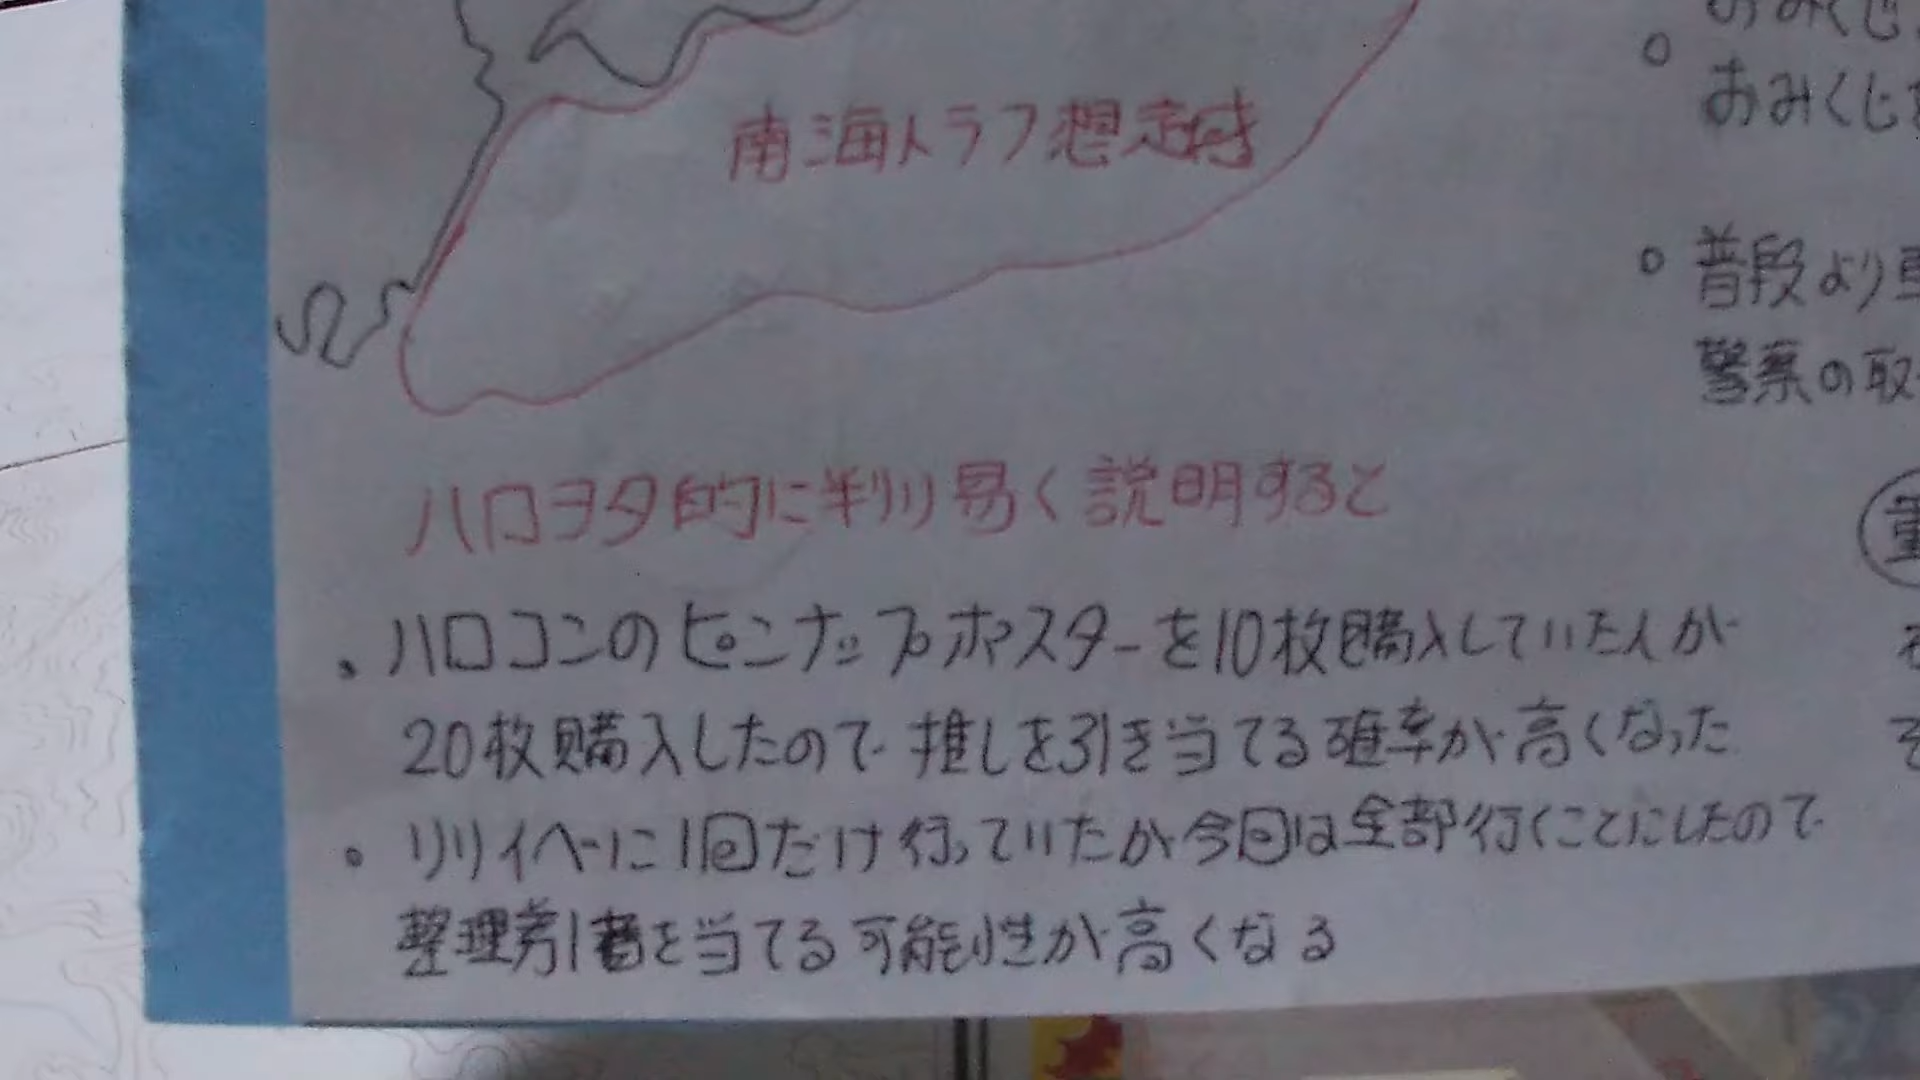 南海トラフ想定域
ハロヲタ的に判り易く説明すると
・ハロコンのピンナップポスターを10枚購入していた人が
20枚購入したので推しを引き当てる確率が高くなった
・リリイベに1回だけ行っていたが今回は全部行くことにしたので
整理券1番を当てる可能性が高くなる
おみくじ
○おみくじ
○普段より
警察の取
重
そ